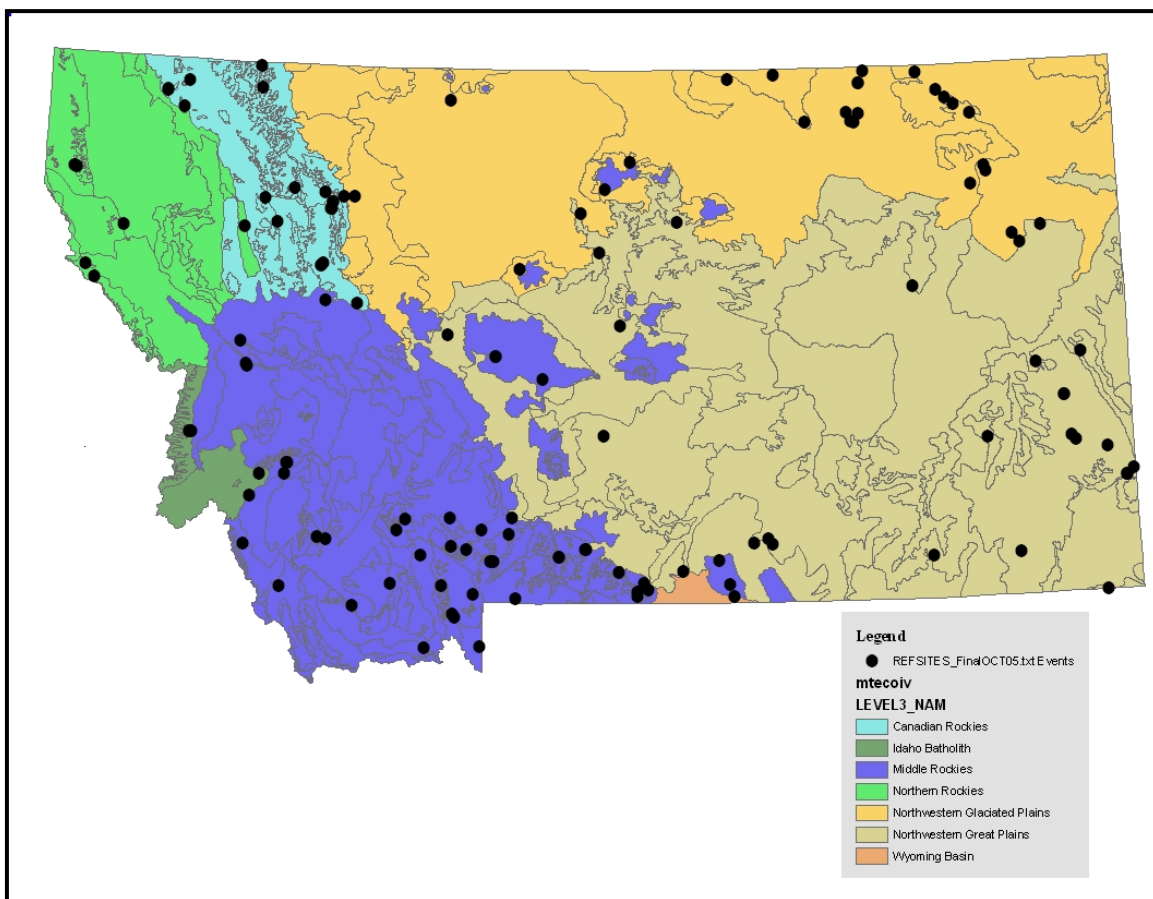 Legend
REFSITES_FinalOCT05.txt Events
mtecoiv
LEVEL3_NAM
Canadian Rockies
Idaho Batholith
Middle Rockies
Northern Rockies
Northwestern Glaciated Plains
Northwestern Great Plains
Wyoming Basin